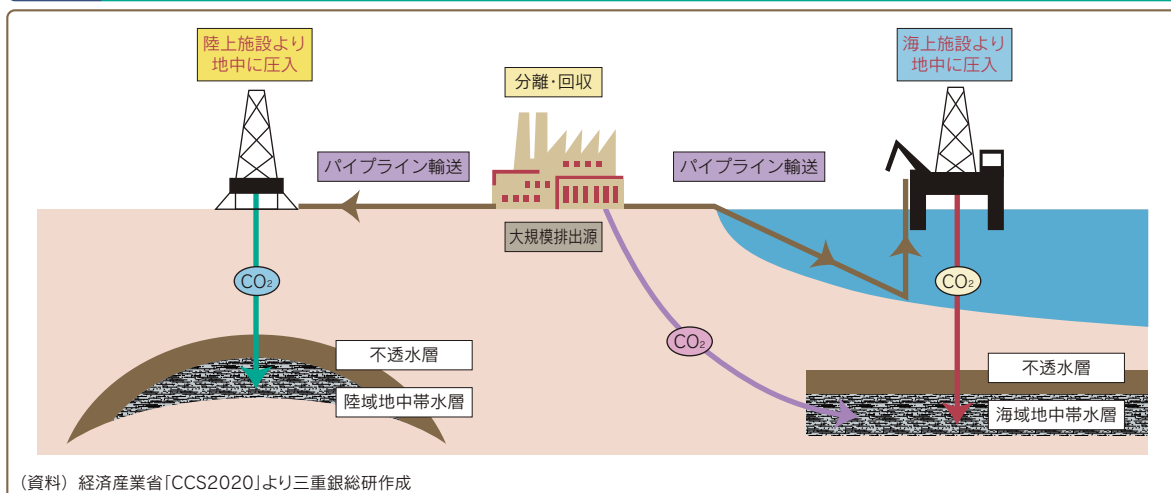 陸上施設より
地中に圧入
分離・回収
海上施設より
地中に圧入
パイプライン輸送
パイプライン輸送
大規模排出源
CO₂
CO₂
CO₂
不透水層
陸域地中帯水層
不透水層
海域地中帯水層
(資料) 経済産業省「CCS2020」より三重銀総研作成